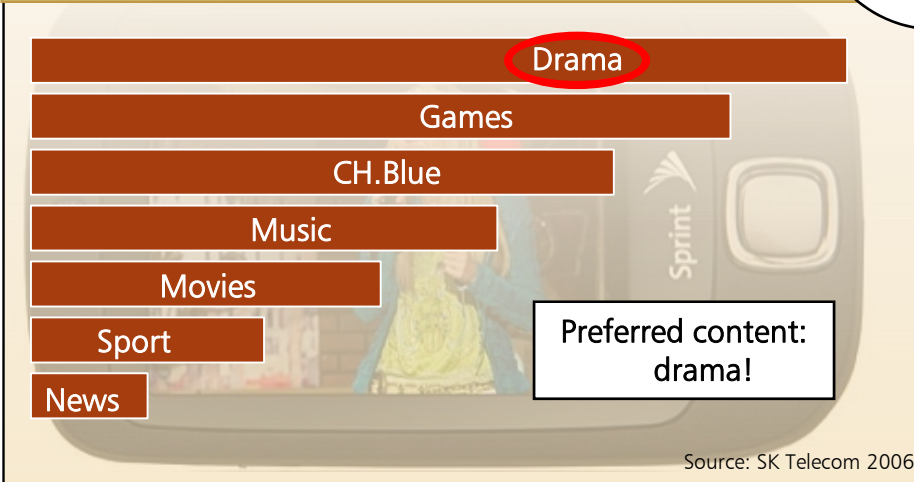 Drama
Games
CH.Blue
Music
Movies
Sport
News
Sprint
Preferred content:
drama!
Source: SK Telecom 2006